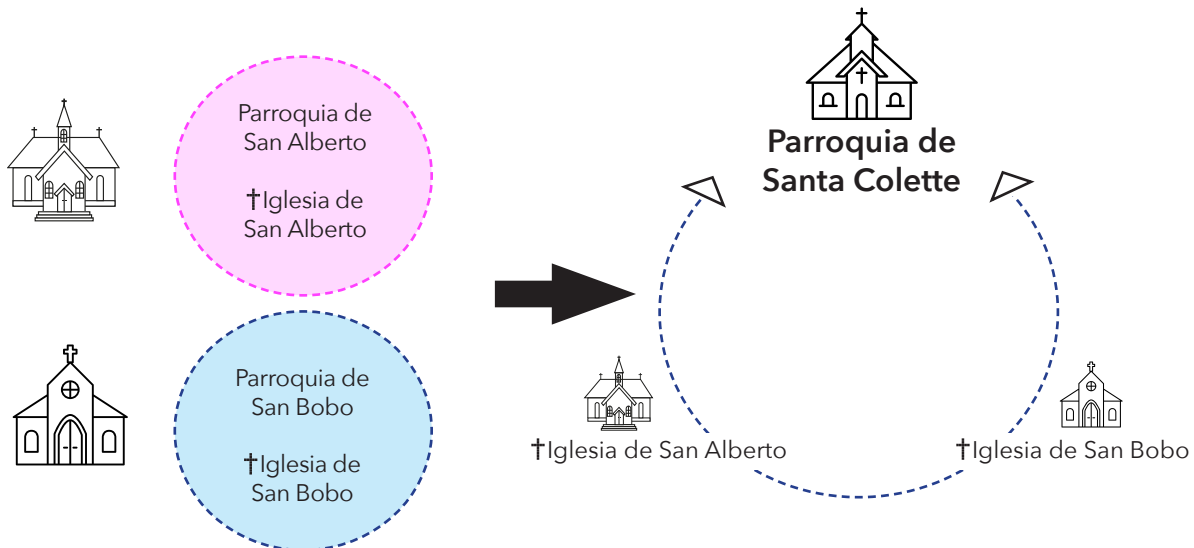 Parroquia de
San Alberto
†Iglesia de
San Alberto
Parroquia de
San Bobo
†Iglesia de
San Bobo
Parroquia de
Santa Colette
†Iglesia de San Alberto
†Iglesia de San Bobo